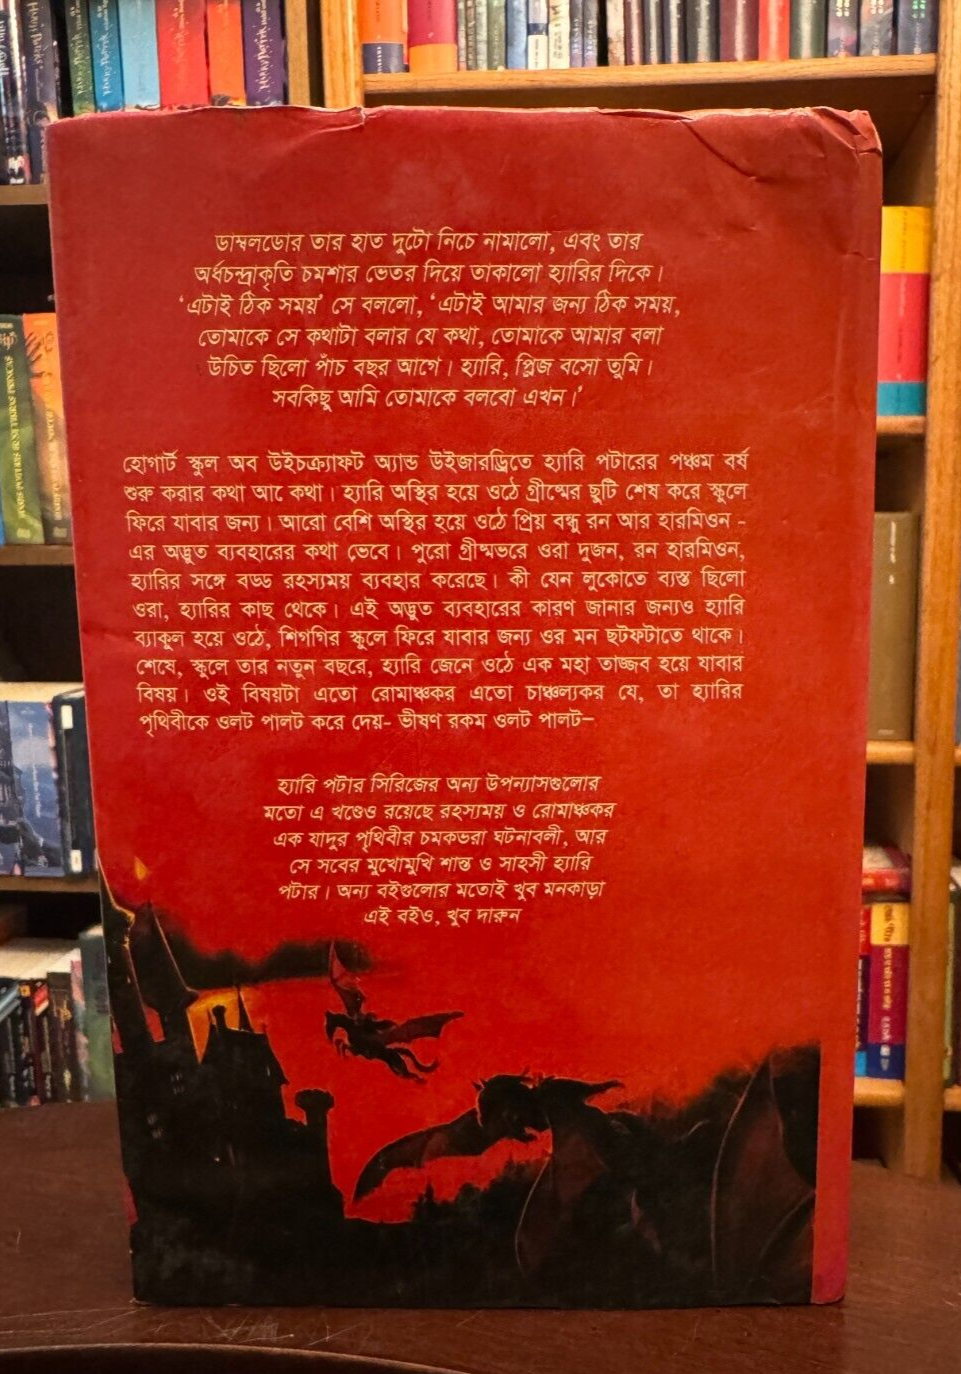 ডাম্বলডোর তার হাত দুটো নিচে নামালো, এবং তার
অর্ধচন্দ্রাকৃতি চমশার ভেতর দিয়ে তাকালো হ্যারির দিকে।
‘এটাই ঠিক সময়’ সে বললো, ‘এটাই আমার জন্য ঠিক সময়,
তোমাকে সে কথাটা বলার যে কথা, তোমাকে আমার বলা
উচিত ছিলো পাঁচ বছর আগে। হ্যারি, প্লিজ বসো তুমি।
সবকিছু আমি তোমাকে বলবো এখন।’
হোগার্ট স্কুল অব উইচক্র্যাফট অ্যান্ড উইজারড্রিতে হ্যারি পটারের পঞ্চম বর্ষ
শুরু করার কথা আে কথা। হ্যারি অস্থির হয়ে ওঠে গ্রীষ্মের ছুটি শেষ করে স্কুলে
ফিরে যাবার জন্য। আরো বেশি অস্থির হয়ে ওঠে প্রিয় বন্ধু রন আর হারমিওন -
এর অদ্ভুত ব্যবহারের কথা ভেবে। পুরো গ্রীষ্মভরে ওরা দুজন, রন হারমিওন,
হ্যারির সঙ্গে বড্ড রহস্যময় ব্যবহার করেছে। কী যেন লুকোতে ব্যস্ত ছিলো
ওরা, হ্যারির কাছ থেকে। এই অদ্ভুত ব্যবহারের কারণ জানার জন্যও হ্যারি
ব্যাকুল হয়ে ওঠে, শিগগির স্কুলে ফিরে যাবার জন্য ওর মন ছটফটাতে থাকে।
শেষে, স্কুলে তার নতুন বছরে, হ্যারি জেনে ওঠে এক মহা তাজ্জব হয়ে যাবার
বিষয়। ওই বিষয়টা এতো রোমাঞ্চকর এতো চাঞ্চল্যকর যে, তা হ্যারির
পৃথিবীকে ওলট পালট করে দেয়- ভীষণ রকম ওলট পালট–
হ্যারি পটার সিরিজের অন্য উপন্যাসগুলোর
মতো এ খণ্ডেও রয়েছে রহস্যময় ও রোমাঞ্চকর
এক যাদুর পৃথিবীর চমকভরা ঘটনাবলী, আর
সে সবের মুখোমুখি শান্ত ও সাহসী হ্যারি
পটার। অন্য বইগুলোর মতোই খুব মনকাড়া
এই বইও, খুব দারুন